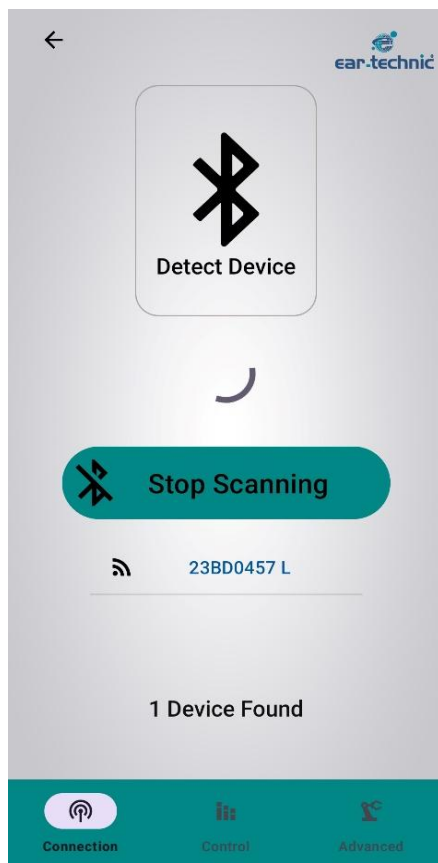 ear-technic
Detect Device
Stop Scanning
23BD0457 L
1 Device Found
Connection
Control
Advanced